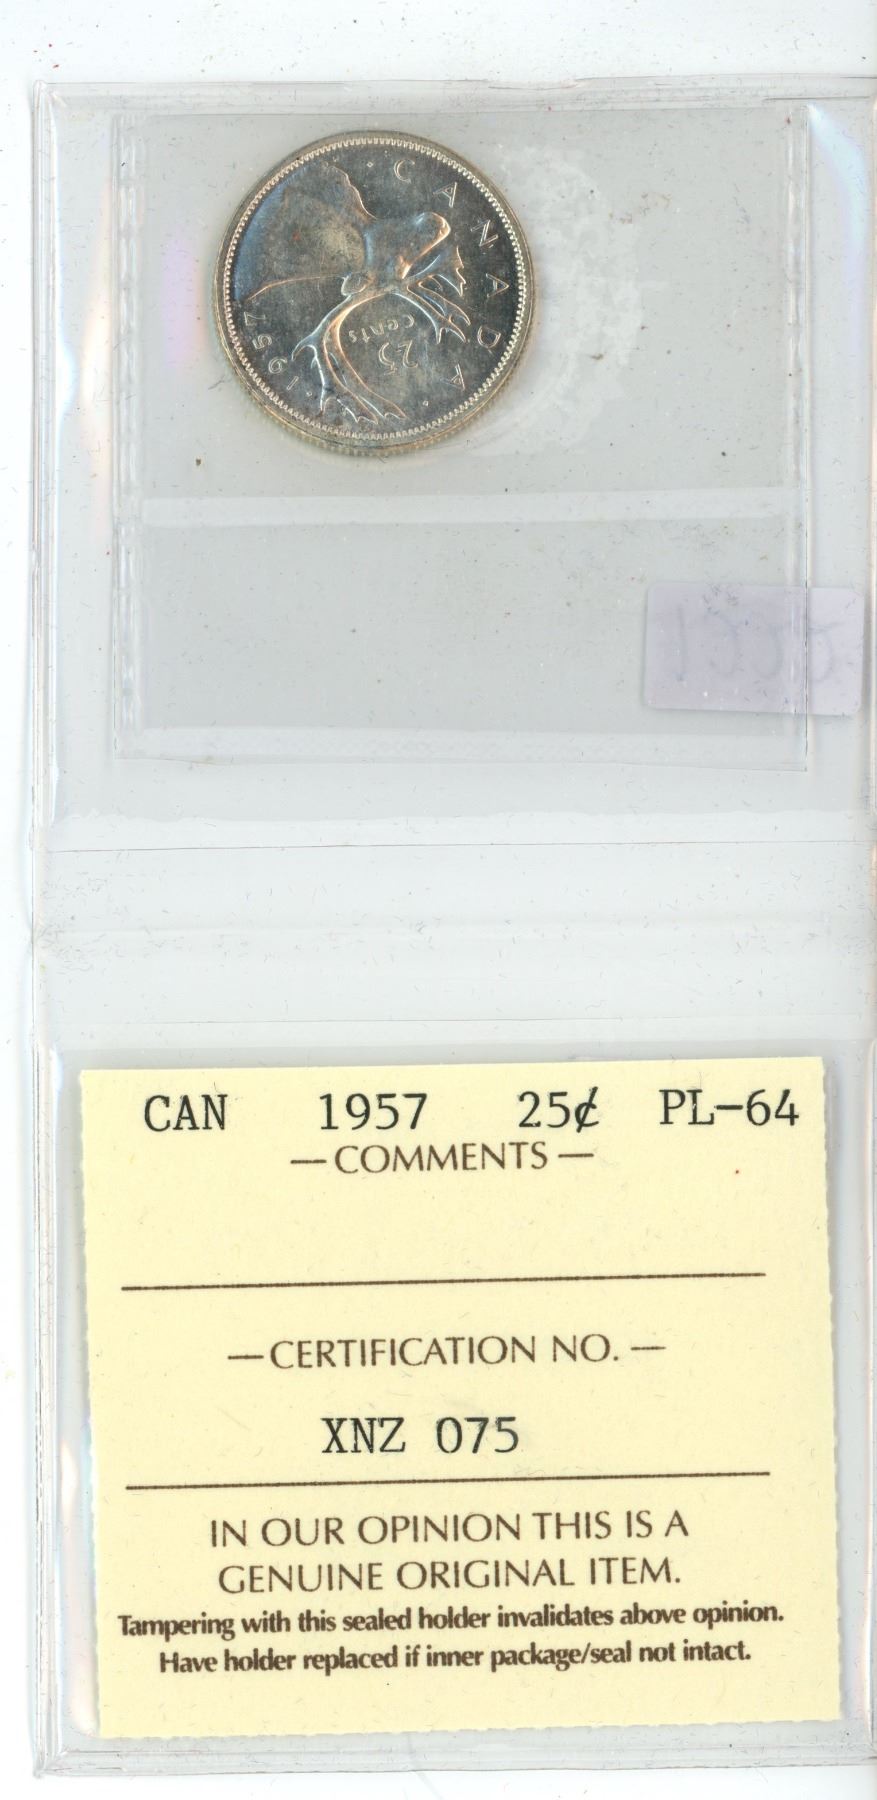 CANADA
25
cents
1957
CAN 1957 25¢ PL-64
—COMMENTS—
—CERTIFICATION NO.—
XNZ 075
IN OUR OPINION THIS IS A
GENUINE ORIGINAL ITEM.
Tampering with this sealed holder invalidates above opinion.
Have holder replaced if inner package/seal not intact.